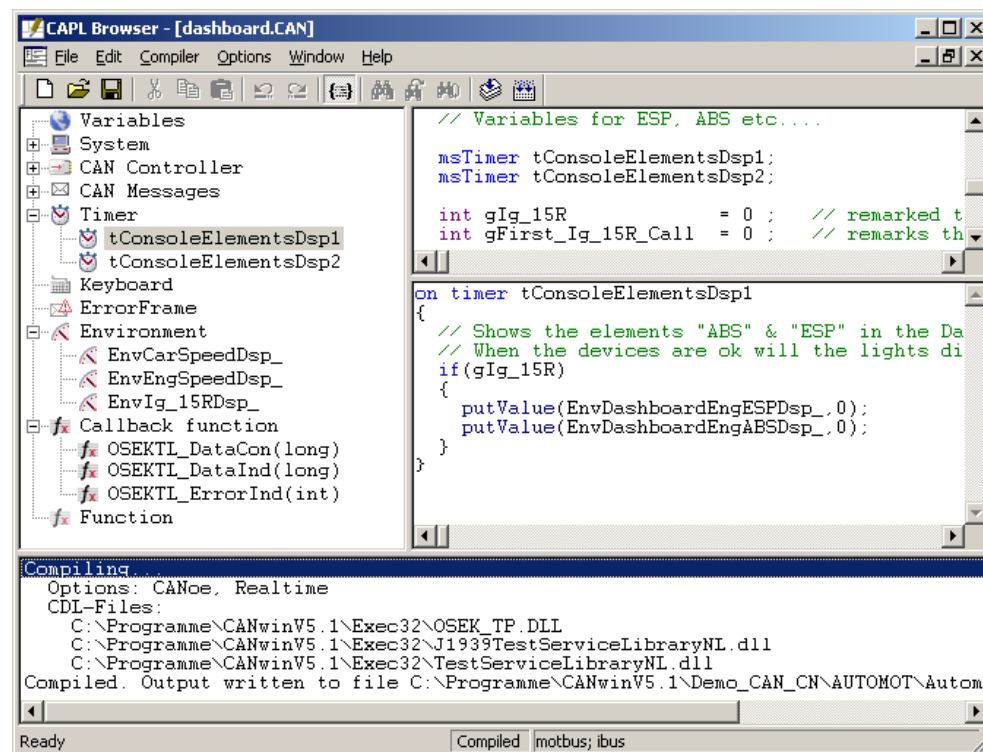 CAPL Browser - [dashboard.CAN]
File Edit Compiler Options Window Help
Variables
System
CAN Controller
CAN Messages
Timer
tConsoleElementsDsp1
tConsoleElementsDsp2
Keyboard
ErrorFrame
Environment
EnvCarSpeedDsp_
EnvEngSpeedDsp_
EnvIg_15RDsp_
Callback function
OSEKTL_DataCon(long)
OSEKTL_DataInd(long)
OSEKTL_ErrorInd(int)
Function
// Variables for ESP, ABS etc....
msTimer tConsoleElementsDsp1;
msTimer tConsoleElementsDsp2;
int gIg_15R = 0 ; // remarked t
int gFirst_Ig_15R_Call = 0 ; // remarks th
on timer tConsoleElementsDsp1
{
// Shows the elements "ABS" & "ESP" in the Da
// When the devices are ok will the lights di
if(gIg_15R)
{
putValue(EnvDashboardEngESPDsp_,0);
putValue(EnvDashboardEngABSDsp_,0);
}
}
Compiling...
Options: CANoe, Realtime
CDL-Files:
C:\Programme\CANwinV5.1\Exec32\OSEK_TP.DLL
C:\Programme\CANwinV5.1\Exec32\J1939TestServiceLibraryNL.dll
C:\Programme\CANwinV5.1\Exec32\TestServiceLibraryNL.dll
Compiled. Output written to file C:\Programme\CANwinV5.1\Demo_CAN_CN\AUTOMOT\Autom
Ready Compiled motbus; ibus